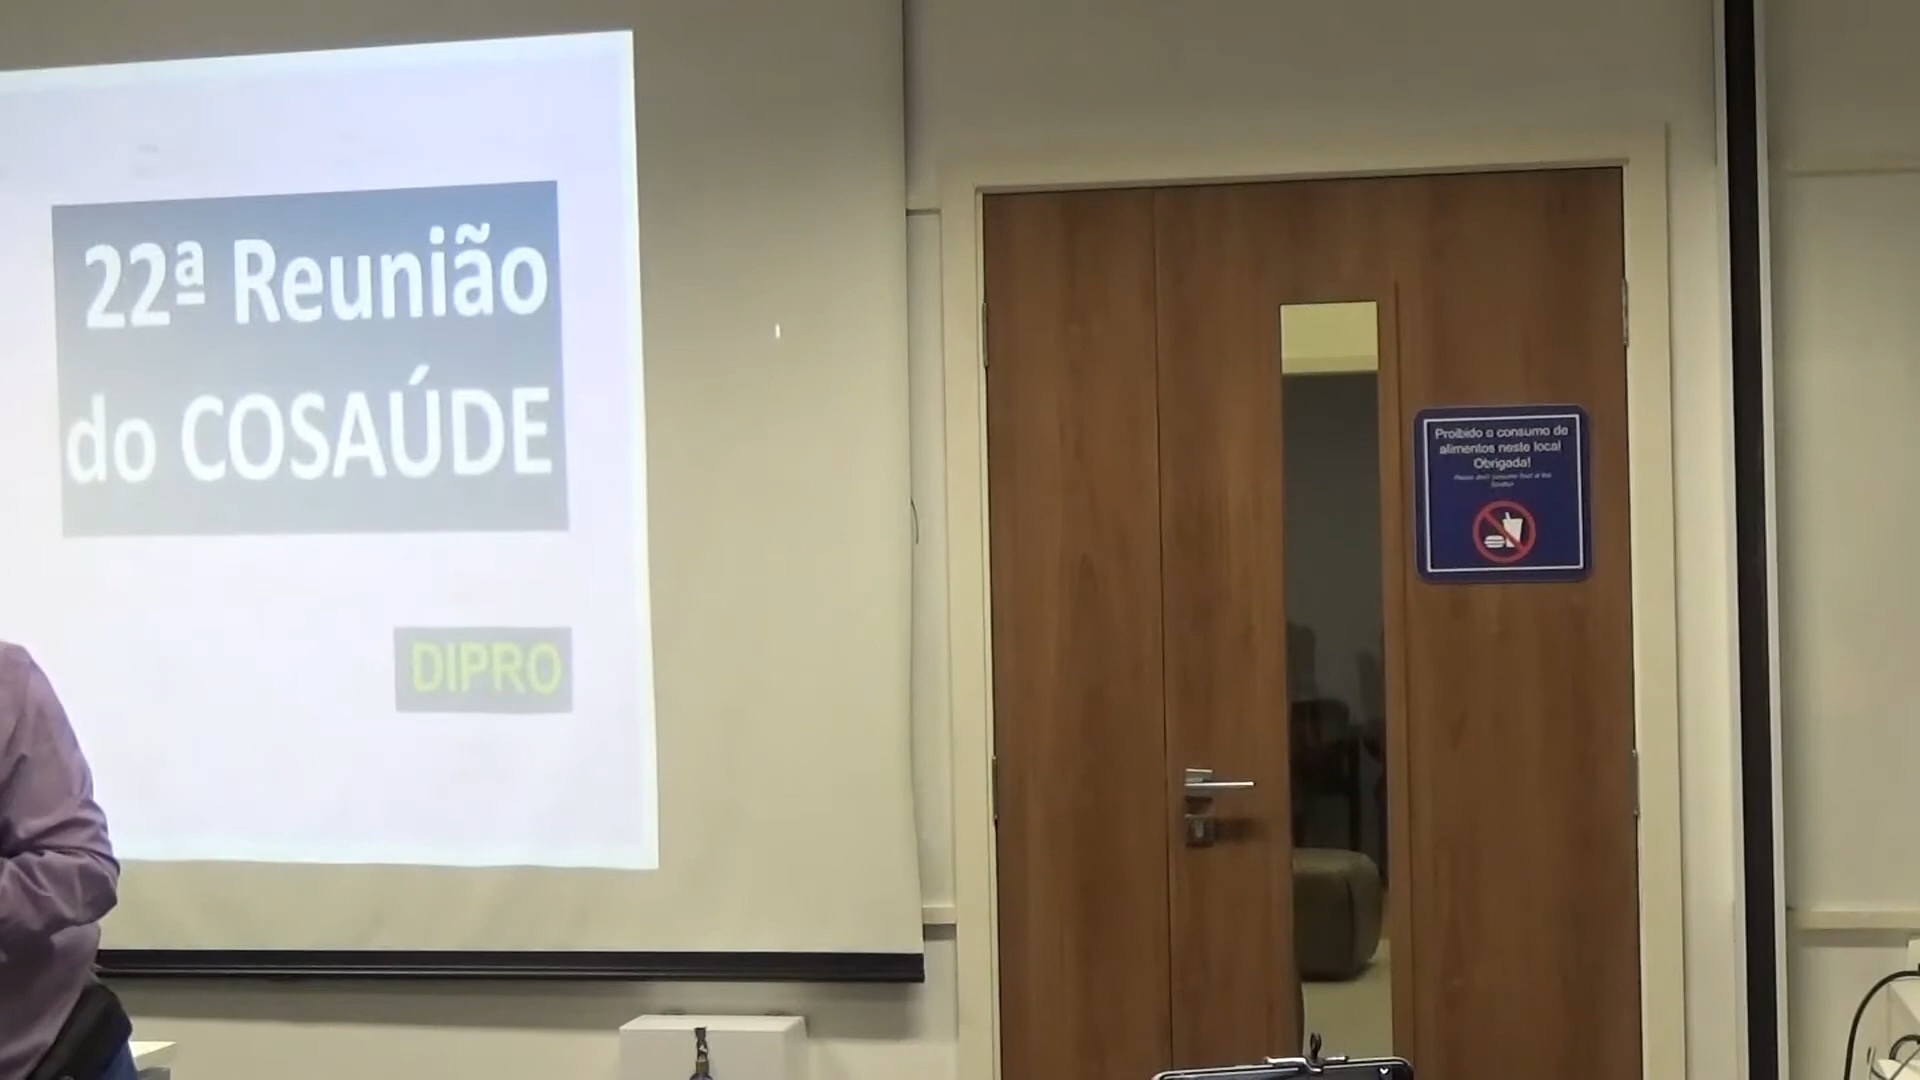 22ª Reunião
do COSAÚDE
DIPRO
Proibido o consumo de
alimentos neste local
Obrigada!